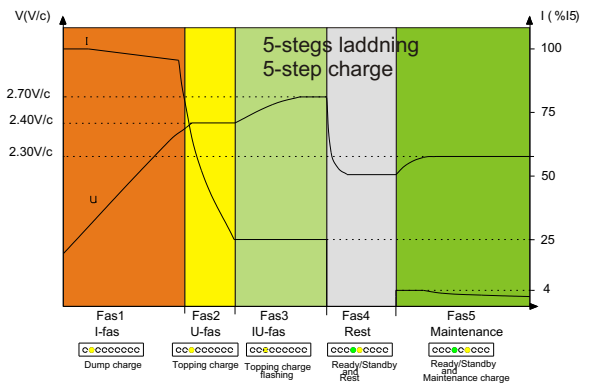 V(V/c)
I ( %I5)
I
5-stegs laddning
5-step charge
100
2.70V/c
75
2.40V/c
2.30V/c
50
u
25
4
Fas1
Fas2
Fas3
Fas4
Fas5
I-fas
U-fas
IU-fas
Rest
Maintenance
Dump charge
Topping charge
Topping charge
flashing
Ready/Standby
and
Rest
Ready/Standby
and
Maintenance charge